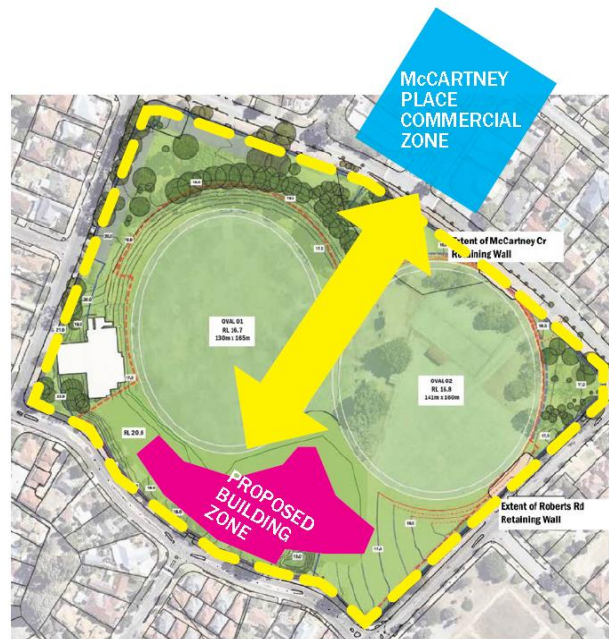 McCARTNEY
PLACE
COMMERCIAL
ZONE
Extent of McCartney Cr
Retaining Wall
OVAL 01
RL 16.7
130m x 165m
OVAL 02
RL 16.8
141m x 160m
RL 20.6
PROPOSED
BUILDING
ZONE
Extent of Roberts Rd
Retaining Wall